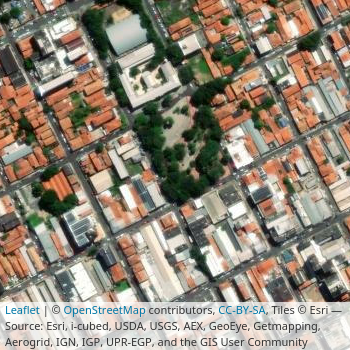 Leaflet | © OpenStreetMap contributors, CC-BY-SA, Tiles © Esri —
Source: Esri, i-cubed, USDA, USGS, AEX, GeoEye, Getmapping,
Aerogrid, IGN, IGP, UPR-EGP, and the GIS User Community